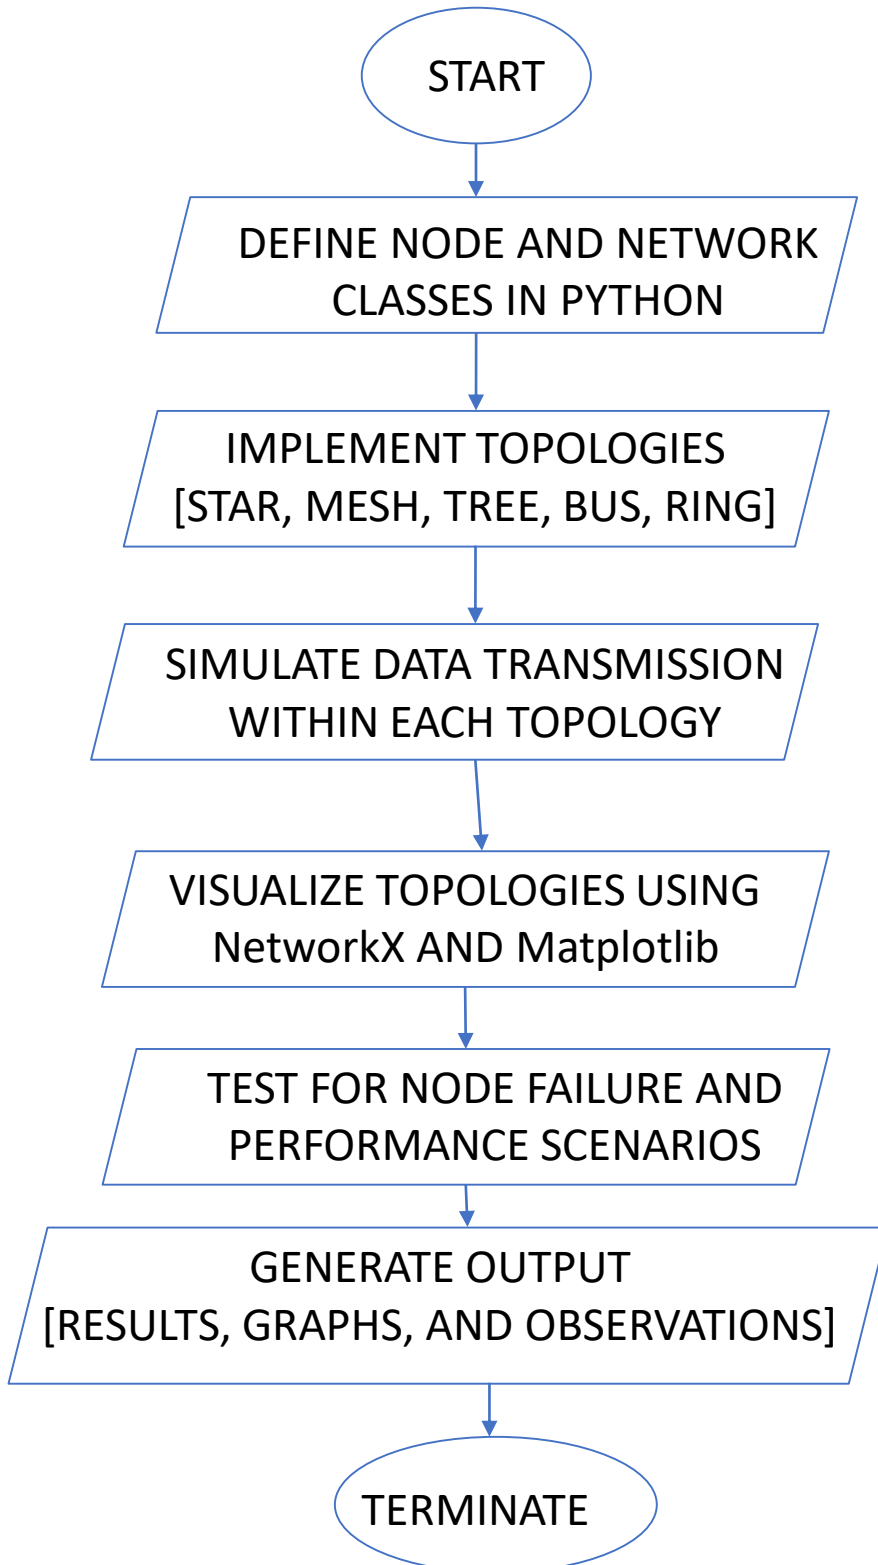 START
DEFINE NODE AND NETWORK
CLASSES IN PYTHON
IMPLEMENT TOPOLOGIES
[STAR, MESH, TREE, BUS, RING]
SIMULATE DATA TRANSMISSION
WITHIN EACH TOPOLOGY
VISUALIZE TOPOLOGIES USING
NetworkX AND Matplotlib
TEST FOR NODE FAILURE AND
PERFORMANCE SCENARIOS
GENERATE OUTPUT
[RESULTS, GRAPHS, AND OBSERVATIONS]
TERMINATE